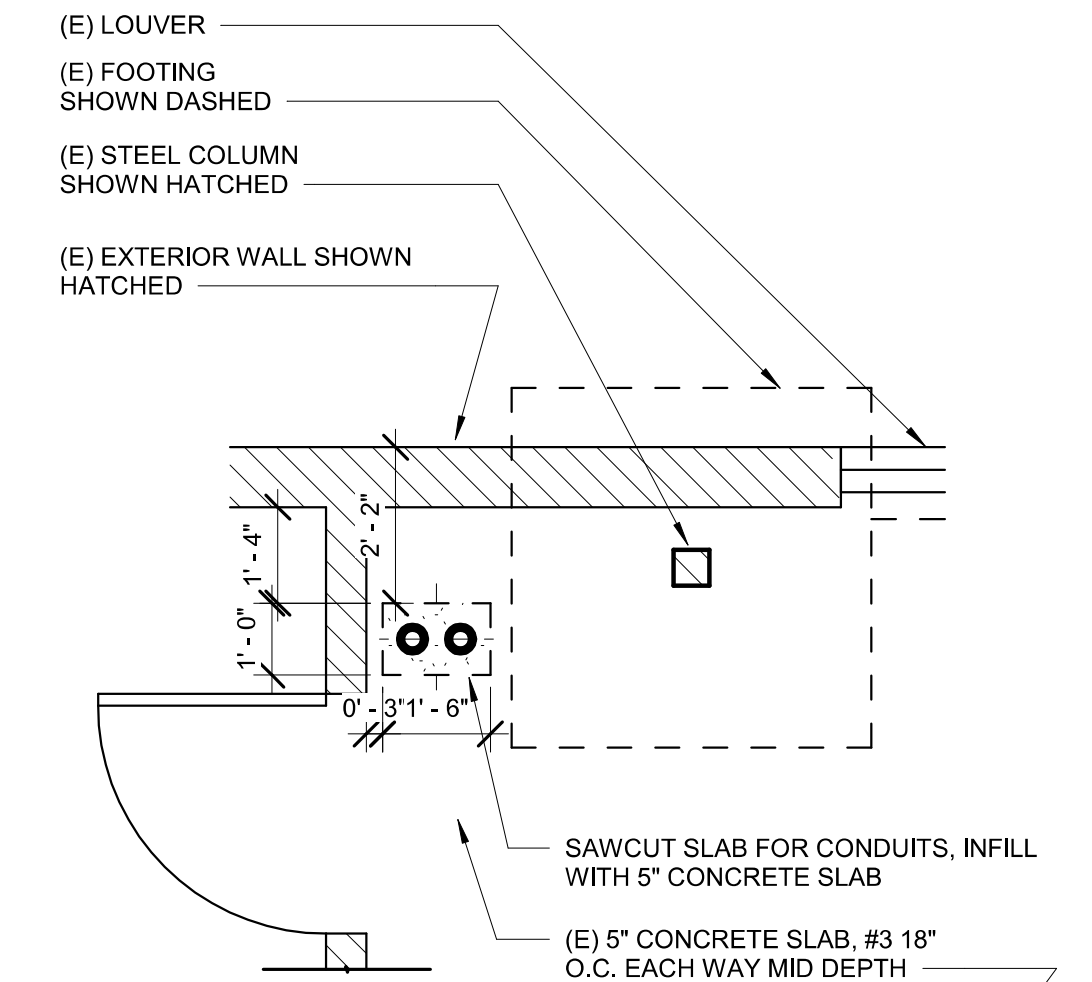 (E) LOUVER
(E) FOOTING
SHOWN DASHED
(E) STEEL COLUMN
SHOWN HATCHED
(E) EXTERIOR WALL SHOWN
HATCHED
2' - 2"
1' - 4"
1' - 0"
0' - 3"
1' - 6"
SAWCUT SLAB FOR CONDUITS, INFILL
WITH 5" CONCRETE SLAB
(E) 5" CONCRETE SLAB, #3 18"
O.C. EACH WAY MID DEPTH